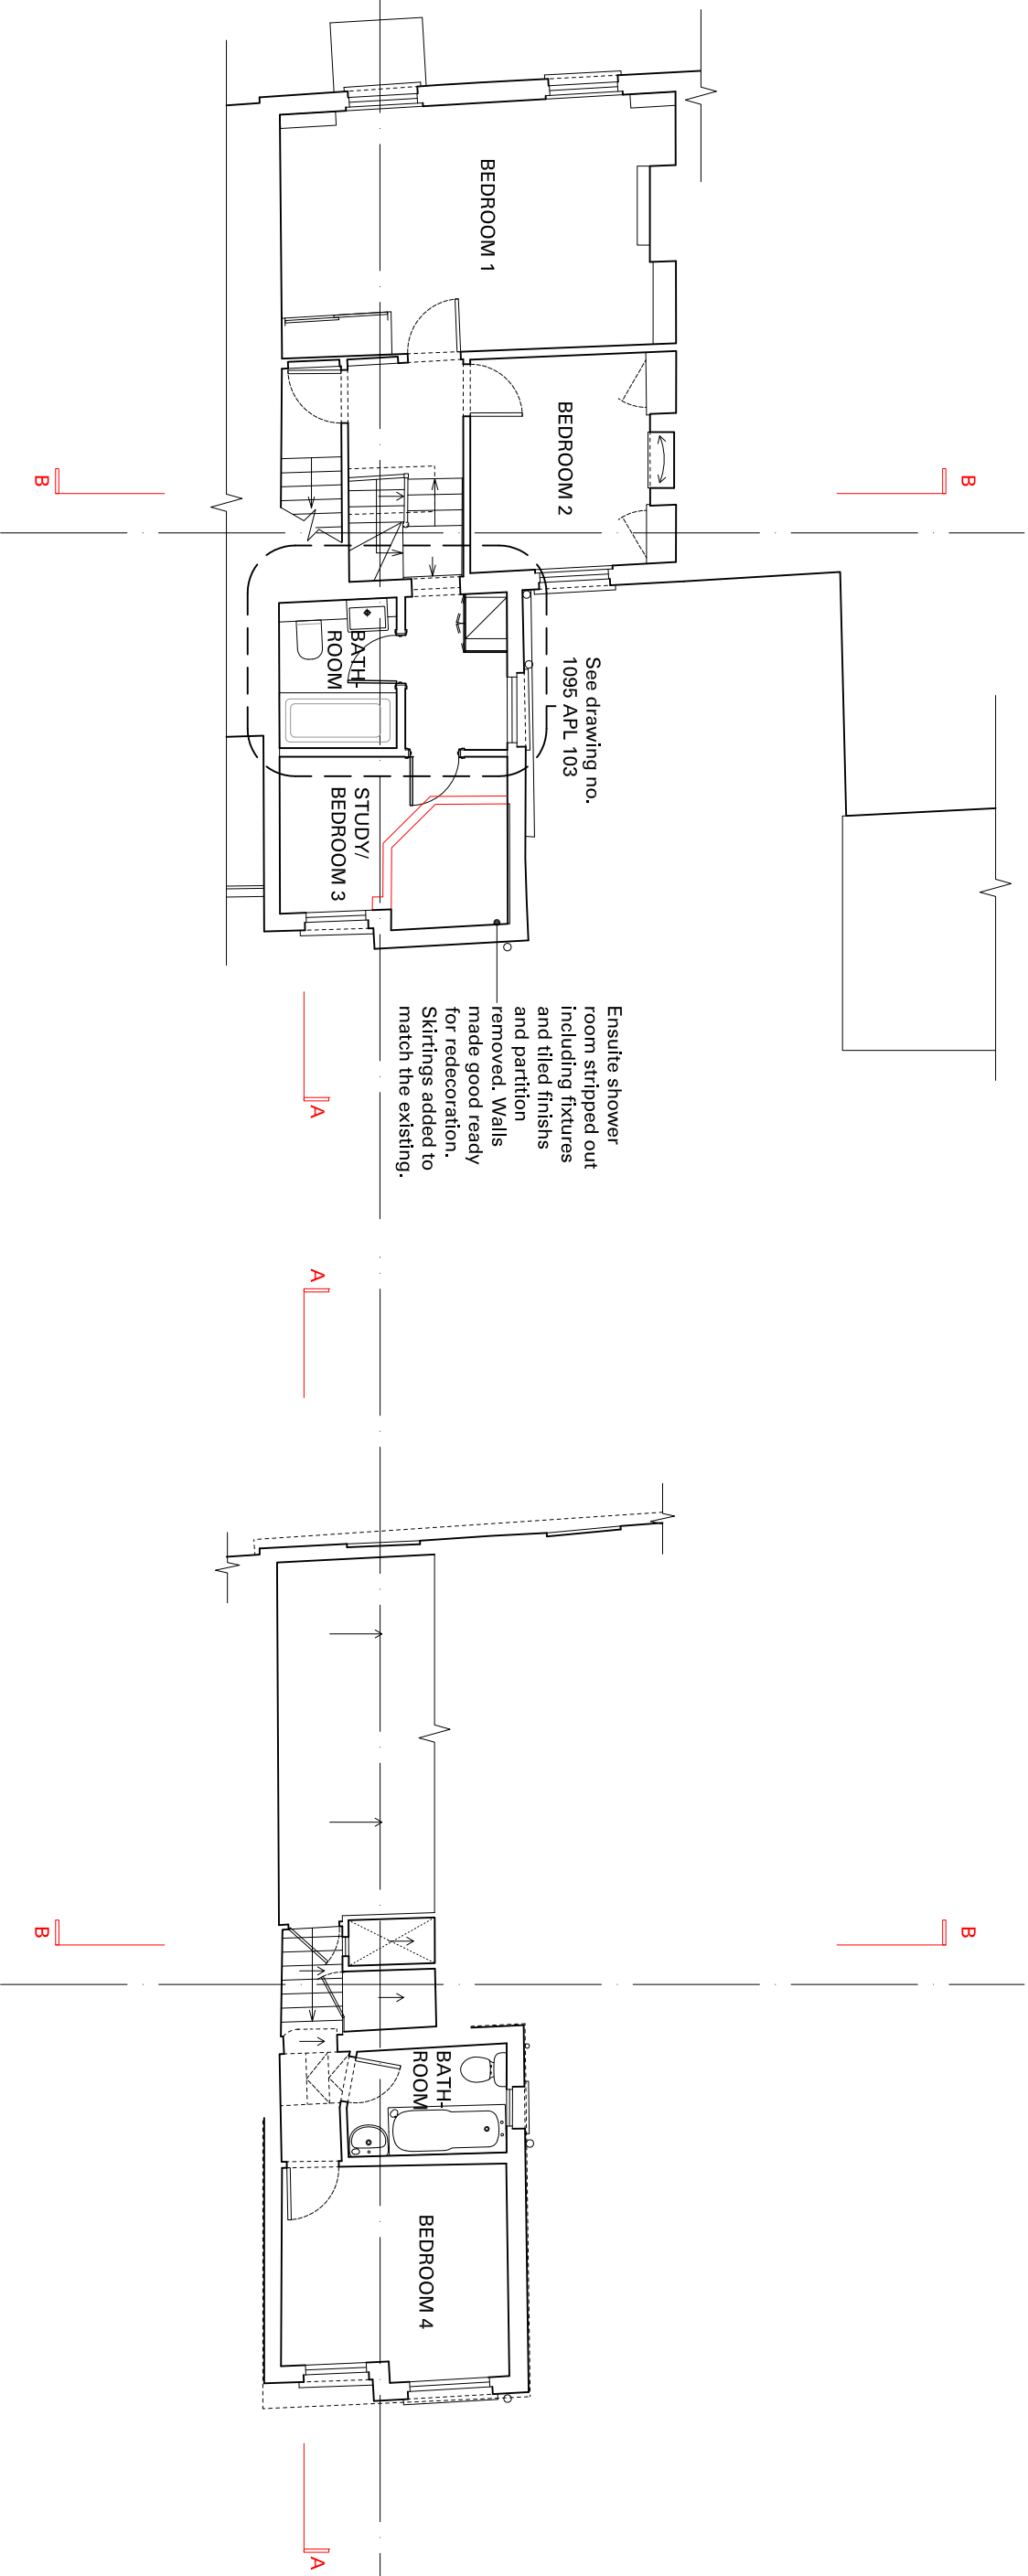 BEDROOM 1
BEDROOM 2
B
B
See drawing no.
1095 APL 103
BATH-
ROOM
STUDY/
BEDROOM 3
Ensuite shower
room stripped out
including fixtures
and tiled finishs
and partition
removed. Walls
made good ready
for redecoration.
Skirtings added to
match the existing.
A
A
B
B
BATH-
ROOM
BEDROOM 4
A